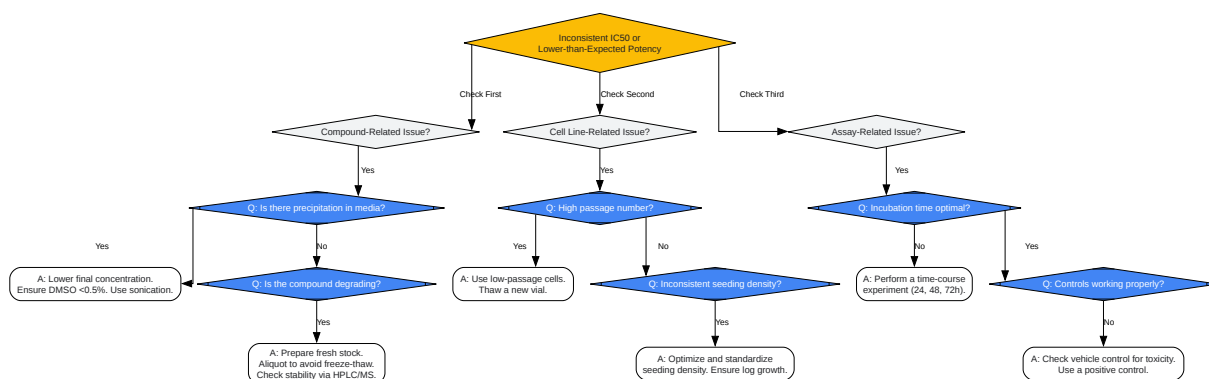 Inconsistent IC50 or
Lower-than-Expected Potency
Check First
Check Second
Check Third
Compound-Related Issue?
Cell Line-Related Issue?
Assay-Related Issue?
Yes
Yes
Yes
Q: Is there precipitation in media?
Q: High passage number?
Q: Incubation time optimal?
Yes
No
Yes
No
No
Yes
A: Lower final concentration.
Ensure DMSO <0.5%. Use sonication.
Q: Is the compound degrading?
A: Use low-passage cells.
Thaw a new vial.
Q: Inconsistent seeding density?
A: Perform a time-course
experiment (24, 48, 72h).
Q: Controls working properly?
Yes
Yes
No
A: Prepare fresh stock.
Aliquot to avoid freeze-thaw.
Check stability via HPLC/MS.
A: Optimize and standardize
seeding density. Ensure log growth.
A: Check vehicle control for toxicity.
Use a positive control.